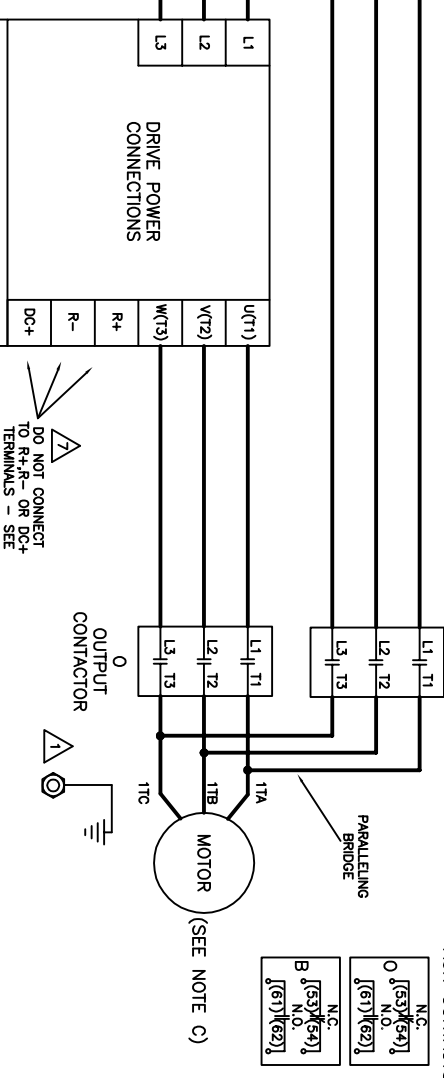 L3
L2
L1
DRIVE POWER
CONNECTIONS
DC+
R-
R+
W(T3)
V(T2)
U(T1)
7
DO NOT CONNECT
TO R+,R- OR DC+
TERMINALS - SEE
L3 T3
L2 T2
L1 T1
O
OUTPUT
CONTACTOR
L3 T3
L2 T2
L1 T1
1
1TC
1TB
1TA
PARALLELING
BRIDGE
MOTOR
(SEE NOTE C)
O
N.C.
(53) (54)
N.O.
(61) (62)
B
N.C.
(53) (54)
N.O.
(61) (62)